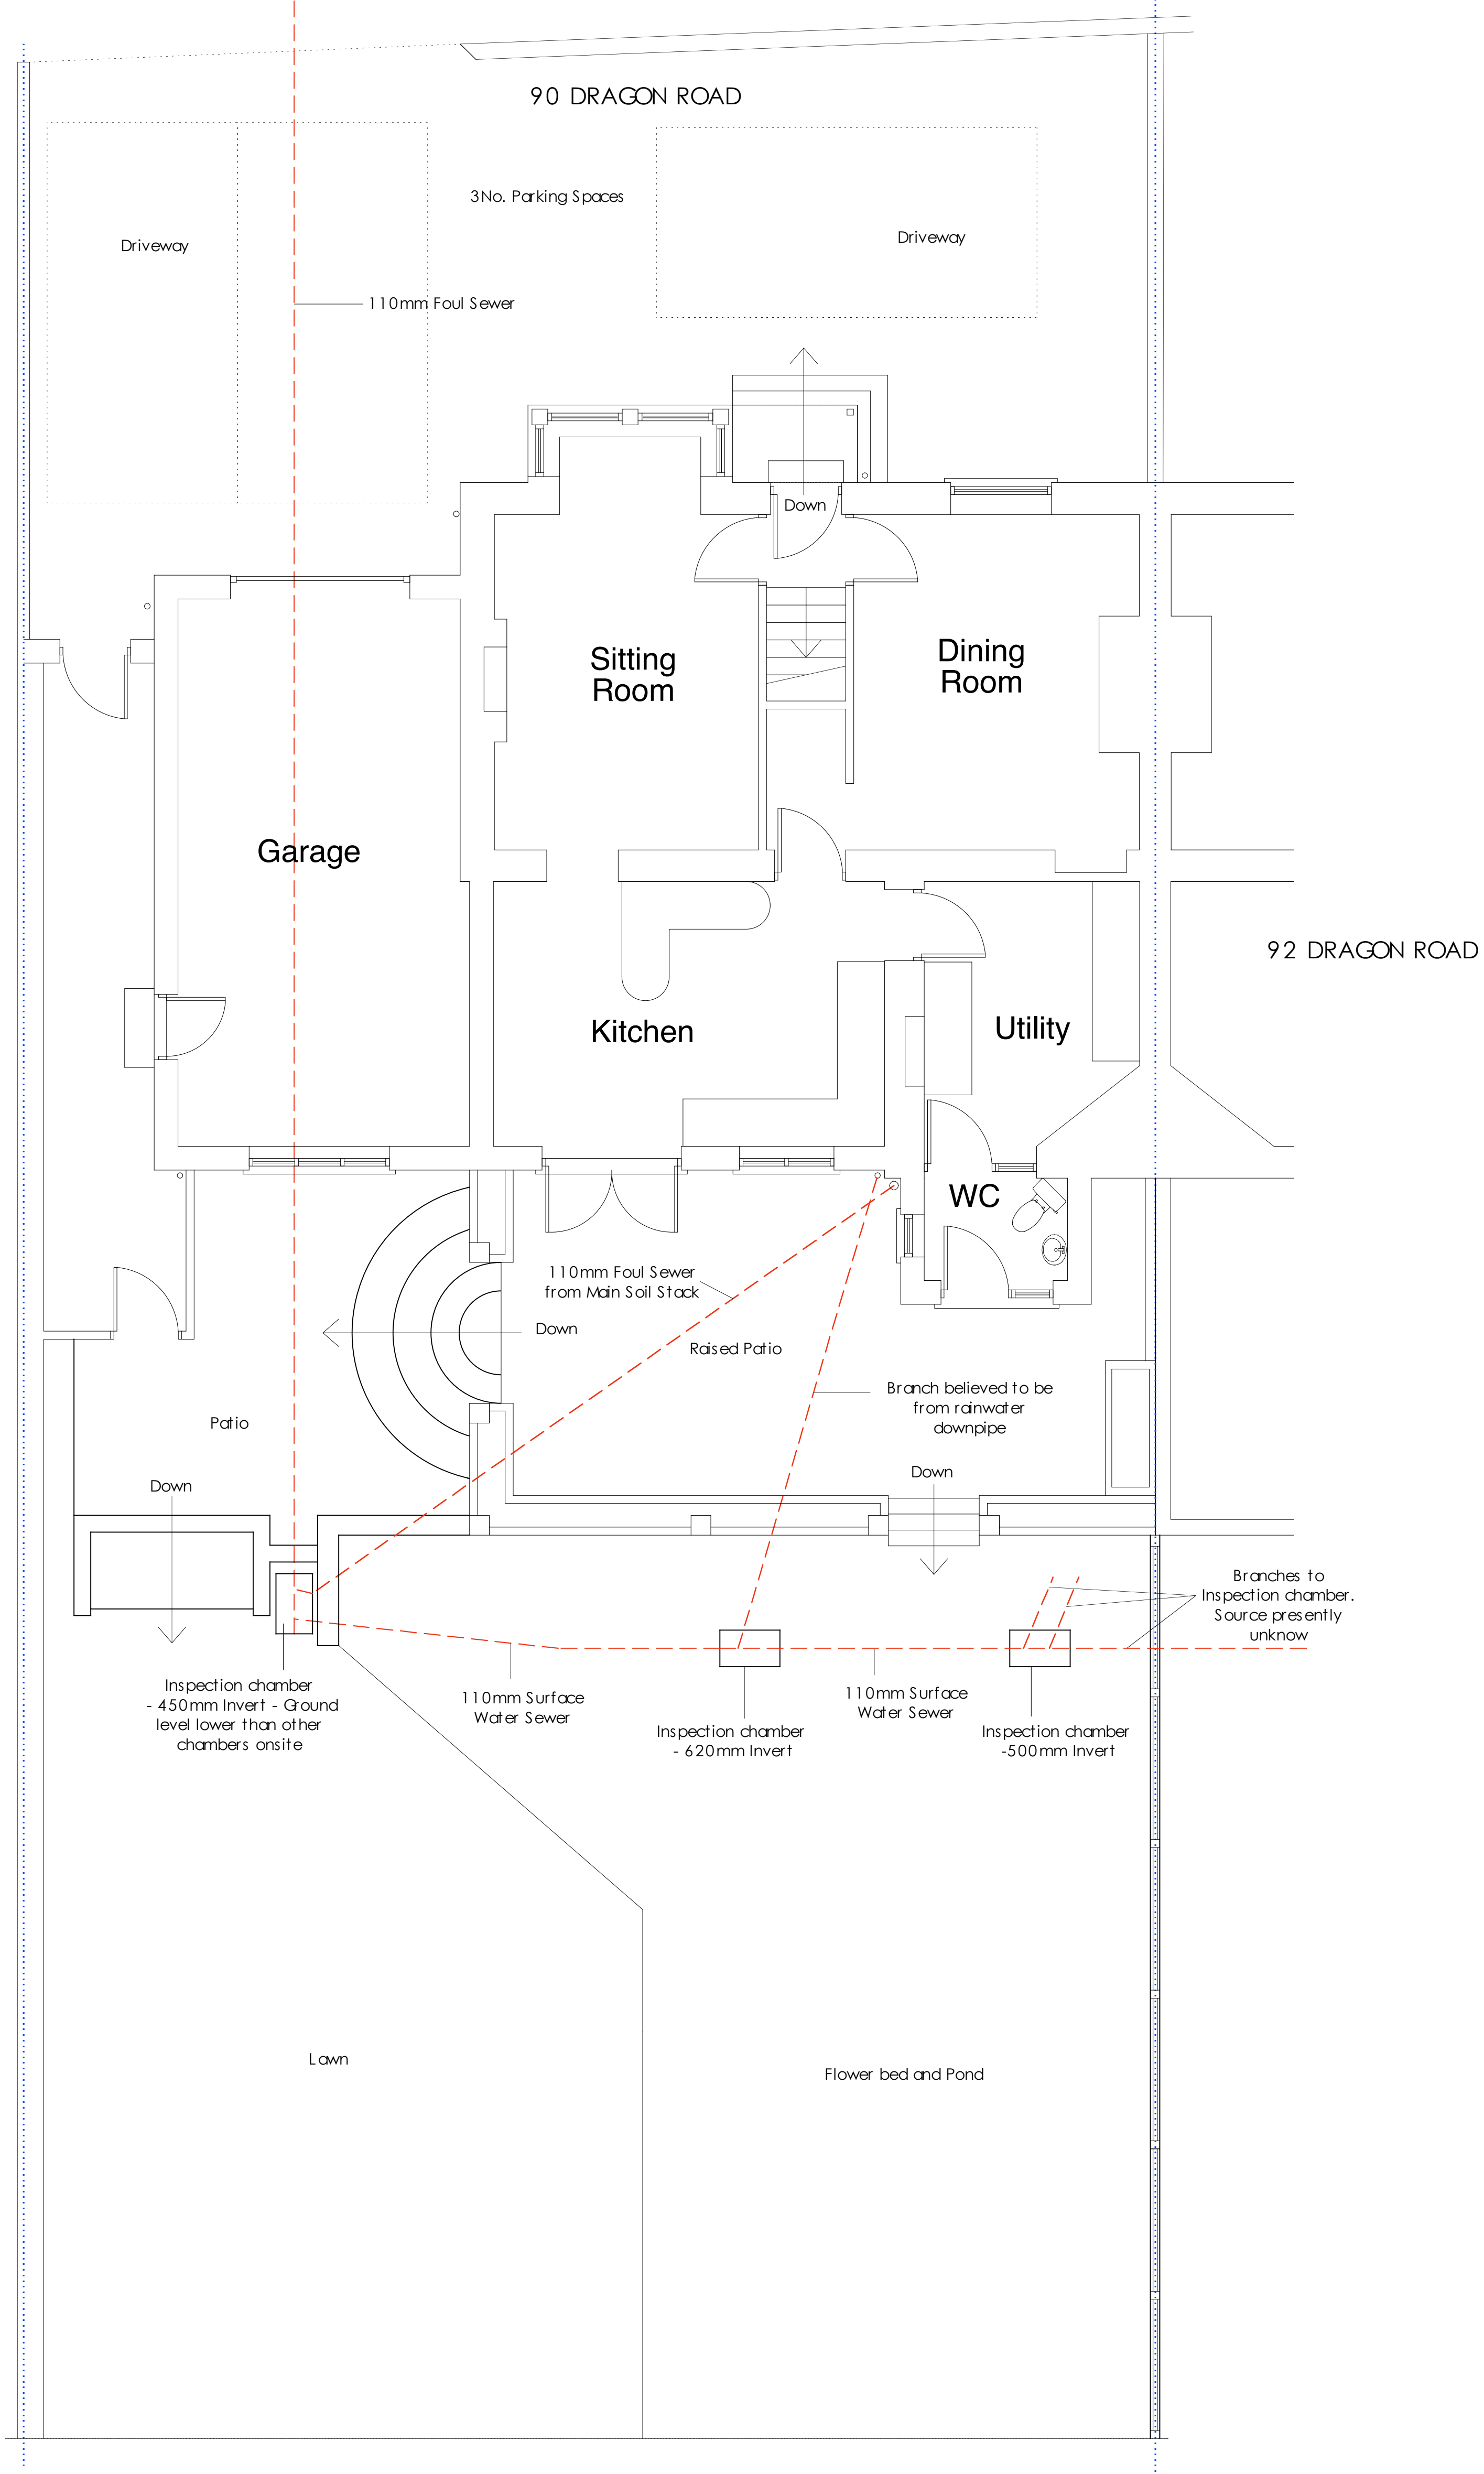 90 DRAGON ROAD
3No. Parking Spaces
Driveway
Driveway
110mm Foul Sewer
Down
Sitting
Room
Dining
Room
Garage
92 DRAGON ROAD
Kitchen
Utility
WC
110mm Foul Sewer
from Main Soil Stack
Down
Raised Patio
Branch believed to be
from rainwater
downpipe
Patio
Down
Down
Branches to
Inspection chamber.
Source presently
unknow
Inspection chamber
- 450mm Invert - Ground
level lower than other
chambers onsite
110mm Surface
Water Sewer
Inspection chamber
- 620mm Invert
110mm Surface
Water Sewer
Inspection chamber
-500mm Invert
Lawn
Flower bed and Pond